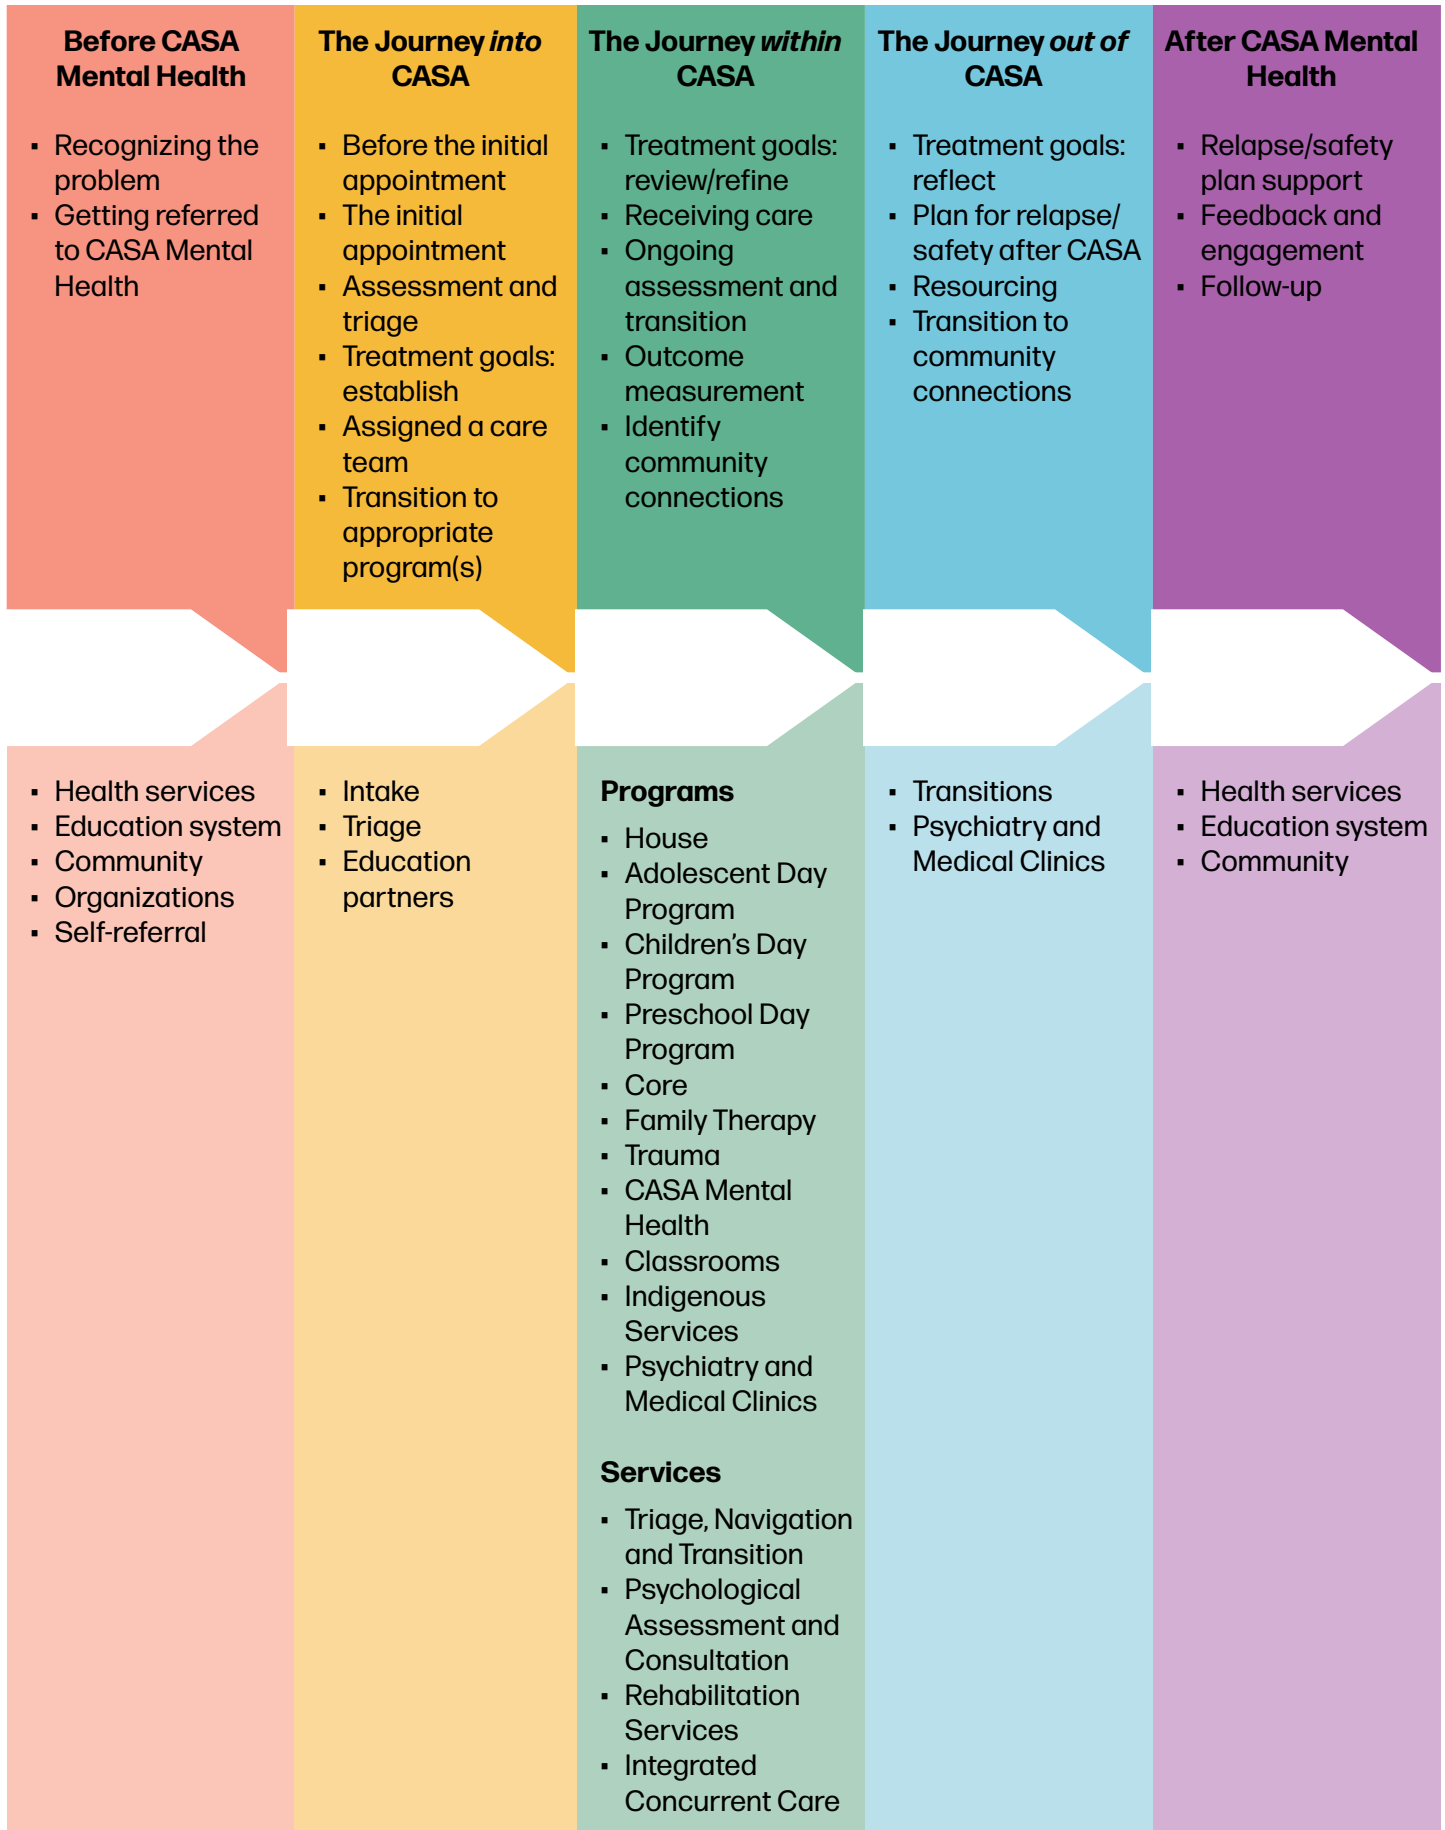 Before CASA
Mental Health
▪ Recognizing the
problem
▪ Getting referred
to CASA Mental
Health
The Journey into
CASA
▪ Before the initial
appointment
▪ The initial
appointment
▪ Assessment and
triage
▪ Treatment goals:
establish
▪ Assigned a care
team
▪ Transition to
appropriate
program(s)
The Journey within
CASA
▪ Treatment goals:
review/refine
▪ Receiving care
▪ Ongoing
assessment and
transition
▪ Outcome
measurement
▪ Identify
community
connections
The Journey out of
CASA
▪ Treatment goals:
reflect
▪ Plan for relapse/
safety after CASA
▪ Resourcing
▪ Transition to
community
connections
After CASA Mental
Health
▪ Relapse/safety
plan support
▪ Feedback and
engagement
▪ Follow-up
▪ Health services
▪ Education system
▪ Community
▪ Organizations
▪ Self-referral
▪ Intake
▪ Triage
▪ Education
partners
Programs
▪ House
▪ Adolescent Day
Program
▪ Children's Day
Program
▪ Preschool Day
Program
▪ Core
▪ Family Therapy
▪ Trauma
▪ CASA Mental
Health
▪ Classrooms
▪ Indigenous
Services
▪ Psychiatry and
Medical Clinics
Services
▪ Triage, Navigation
and Transition
▪ Psychological
Assessment and
Consultation
▪ Rehabilitation
Services
▪ Integrated
Concurrent Care
▪ Transitions
▪ Psychiatry and
Medical Clinics
▪ Health services
▪ Education system
▪ Community